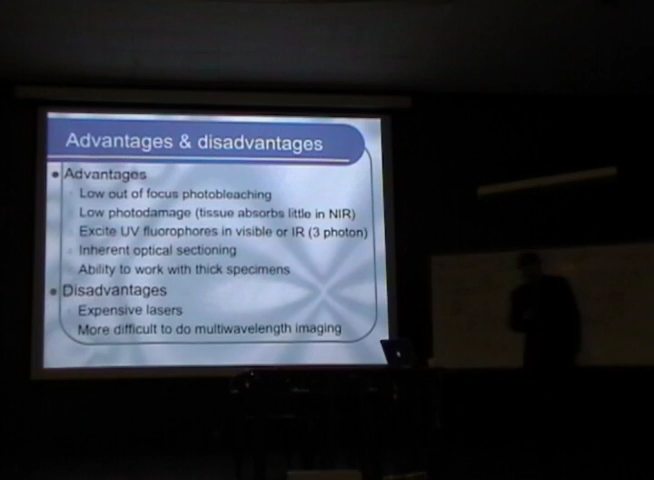 Advantages & disadvantages
Advantages
Low out of focus photobleaching
Low photodamage (tissue absorbs little in NIR)
Excite UV fluorophores in visible or IR (3 photon)
Inherent optical sectioning
Ability to work with thick specimens
Disadvantages
Expensive lasers
More difficult to do multiwavelength imaging